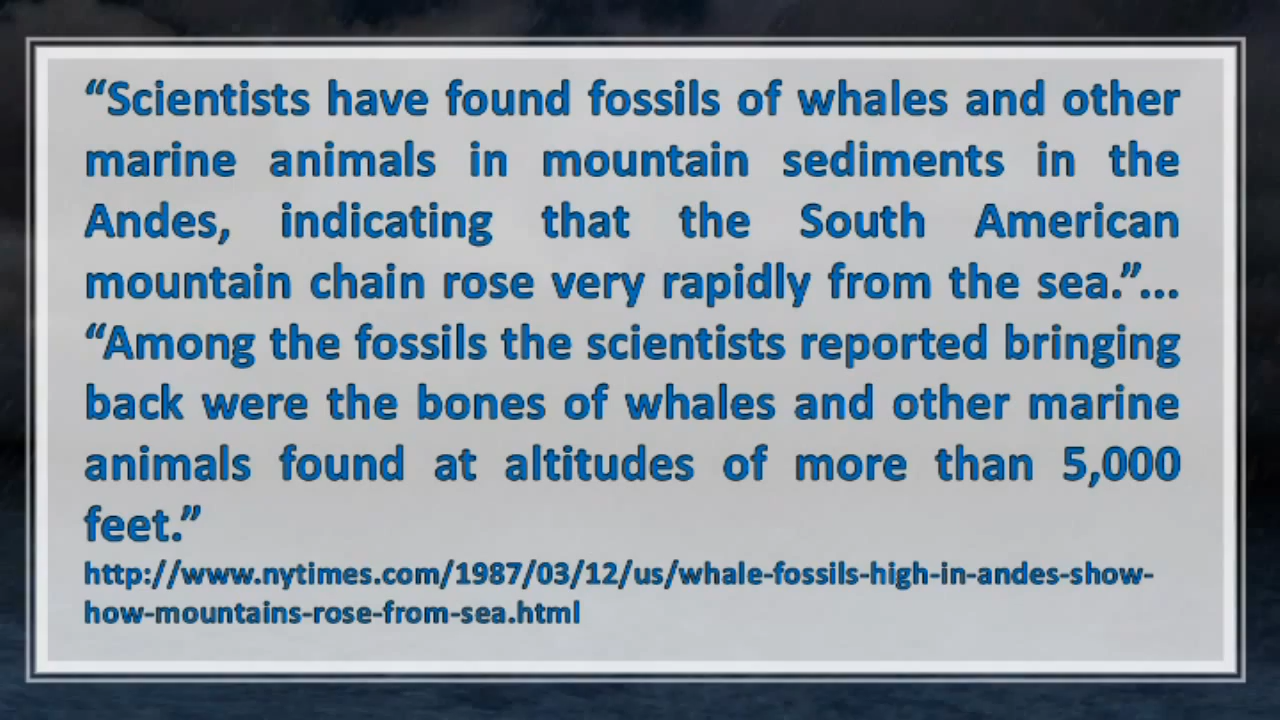 “Scientists have found fossils of whales and other
marine animals in mountain sediments in the
Andes, indicating that the South American
mountain chain rose very rapidly from the sea.”...
“Among the fossils the scientists reported bringing
back were the bones of whales and other marine
animals found at altitudes of more than 5,000
feet.”
http://www.nytimes.com/1987/03/12/us/whale-fossils-high-in-andes-show-
how-mountains-rose-from-sea.html